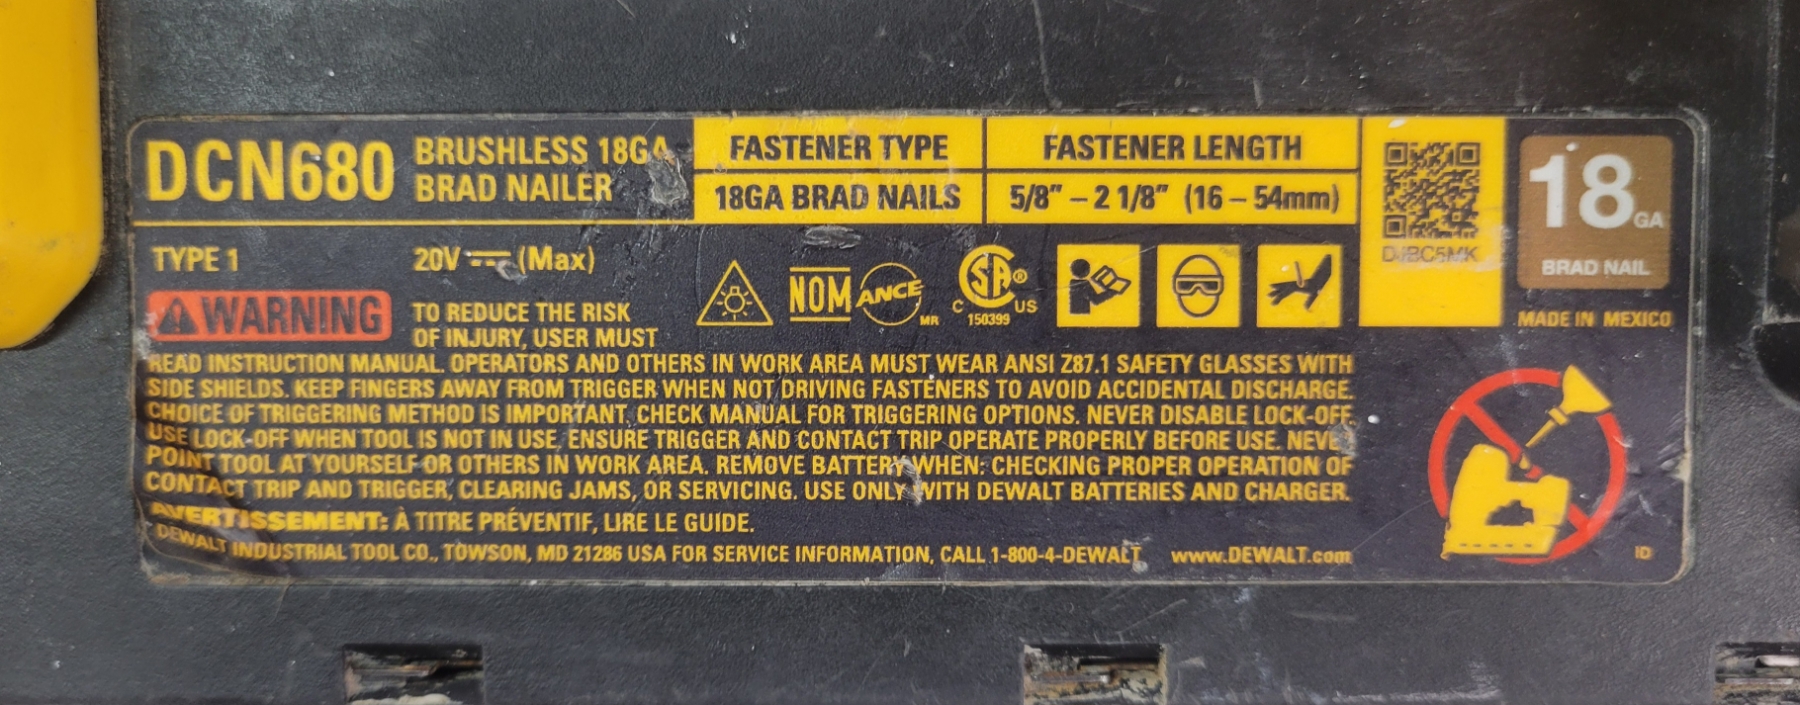 DCN680
BRUSHLESS 18GA
BRAD NAILER
FASTENER TYPE
18GA BRAD NAILS
FASTENER LENGTH
5/8" – 2 1/8" (16 – 54mm)
DJBC5MK
18 GA
BRAD NAIL
MADE IN MEXICO
TYPE 1
20V ⎓ (Max)
NOM ANCE MR
C SA® US
150399
WARNING
TO REDUCE THE RISK
OF INJURY, USER MUST
READ INSTRUCTION MANUAL. OPERATORS AND OTHERS IN WORK AREA MUST WEAR ANSI Z87.1 SAFETY GLASSES WITH
SIDE SHIELDS. KEEP FINGERS AWAY FROM TRIGGER WHEN NOT DRIVING FASTENERS TO AVOID ACCIDENTAL DISCHARGE.
CHOICE OF TRIGGERING METHOD IS IMPORTANT. CHECK MANUAL FOR TRIGGERING OPTIONS. NEVER DISABLE LOCK-OFF.
USE LOCK-OFF WHEN TOOL IS NOT IN USE. ENSURE TRIGGER AND CONTACT TRIP OPERATE PROPERLY BEFORE USE. NEVER
POINT TOOL AT YOURSELF OR OTHERS IN WORK AREA. REMOVE BATTERY WHEN: CHECKING PROPER OPERATION OF
CONTACT TRIP AND TRIGGER, CLEARING JAMS, OR SERVICING. USE ONLY WITH DEWALT BATTERIES AND CHARGER.
AVERTISSEMENT: À TITRE PRÉVENTIF, LIRE LE GUIDE.
DEWALT INDUSTRIAL TOOL CO., TOWSON, MD 21286 USA FOR SERVICE INFORMATION, CALL 1-800-4-DEWALT www.DEWALT.com
ID